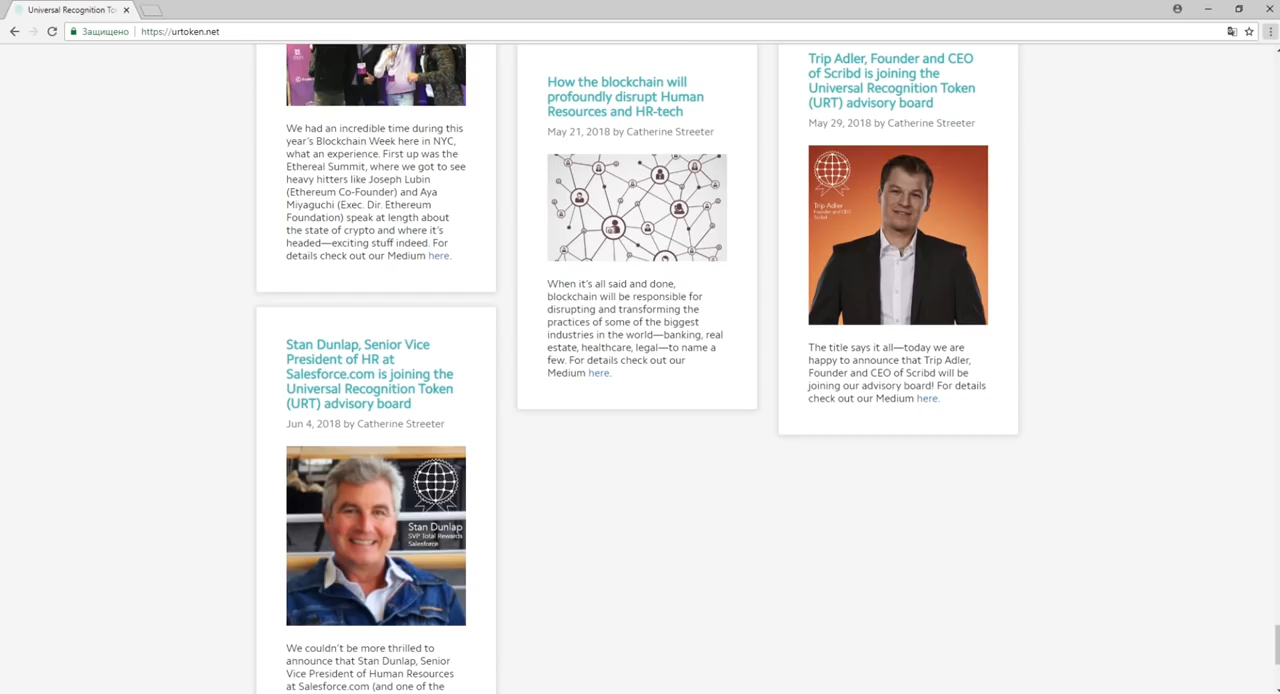 Universal Recognition To
Защищено
https://urtoken.net
We had an incredible time during this
year's Blockchain Week here in NYC,
what an experience. First up was the
Ethereal Summit, where we got to see
heavy hitters like Joseph Lubin
(Ethereum Co-Founder) and Aya
Miyaguchi (Exec. Dir. Ethereum
Foundation) speak at length about
the state of crypto and where it's
headed—exciting stuff indeed. For
details check out our Medium here.
Stan Dunlap, Senior Vice
President of HR at
Salesforce.com is joining the
Universal Recognition Token
(URT) advisory board
Jun 4, 2018 by Catherine Streeter
Stan Dunlap
SVP Total Rewards
Salesforce
We couldn't be more thrilled to
announce that Stan Dunlap, Senior
Vice President of Human Resources
at Salesforce.com (and one of the
How the blockchain will
profoundly disrupt Human
Resources and HR-tech
May 21, 2018 by Catherine Streeter
When it's all said and done,
blockchain will be responsible for
disrupting and transforming the
practices of some of the biggest
industries in the world—banking, real
estate, healthcare, legal—to name a
few. For details check out our
Medium here.
Trip Adler, Founder and CEO
of Scribd is joining the
Universal Recognition Token
(URT) advisory board
May 29, 2018 by Catherine Streeter
Trip Adler
Founder and CEO
Scribd
The title says it all—today we are
happy to announce that Trip Adler,
Founder and CEO of Scribd will be
joining our advisory board! For details
check out our Medium here.